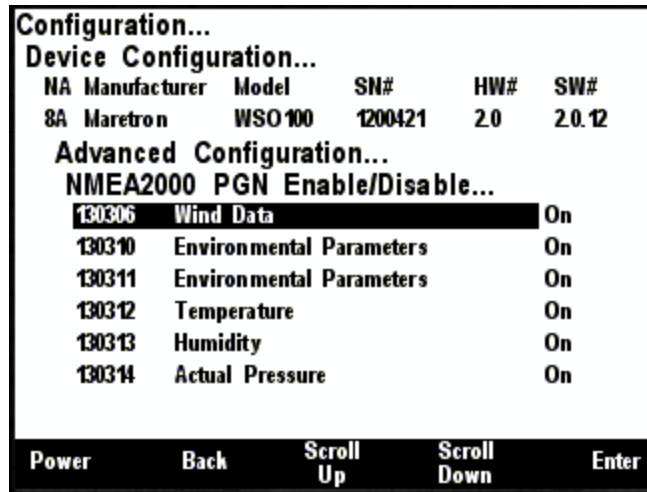 Configuration...
Device Configuration...
NA Manufacturer Model SN# HW# SW#
8A Maretron WSO100 1200421 2.0 2.0.12
Advanced Configuration...
NMEA2000 PGN Enable/Disable...
130306 Wind Data On
130310 Environmental Parameters On
130311 Environmental Parameters On
130312 Temperature On
130313 Humidity On
130314 Actual Pressure On
Power Back Scroll Up Scroll Down Enter